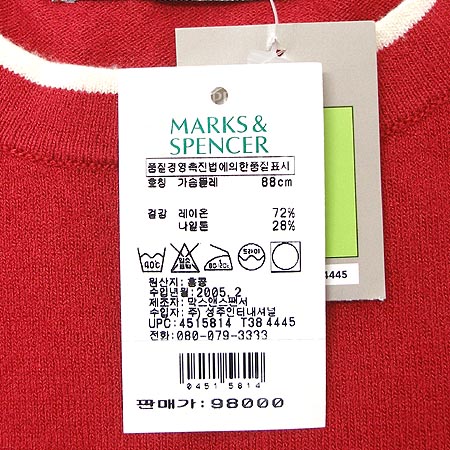 MARKS &
SPENCER
품질경영촉진법에의한품질표시
호칭 가슴둘레 88cm
겉감 레이온 72%
나일론 28%
40℃ 드라이
원산지: 홍콩
수입년월: 2005. 2
제조자: 막스앤스팬서
수입자: 주) 성주인터내셔널
UPC: 4515814 T38 4445
전화: 080-079-3333
04515814
판매가: 98000
4445